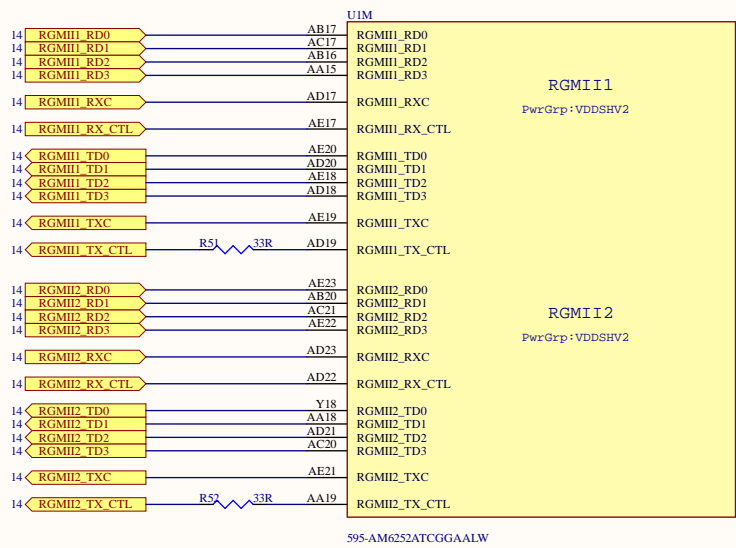 U1M
14 RGMII1_RD0 AB17 RGMII1_RD0
14 RGMII1_RD1 AC17 RGMII1_RD1
14 RGMII1_RD2 AB16 RGMII1_RD2
14 RGMII1_RD3 AA15 RGMII1_RD3
RGMII1
14 RGMII1_RXC AD17 RGMII1_RXC
PwrGrp:VDDSHV2
14 RGMII1_RX_CTL AE17 RGMII1_RX_CTL
14 RGMII1_TD0 AE20 RGMII1_TD0
14 RGMII1_TD1 AD20 RGMII1_TD1
14 RGMII1_TD2 AE18 RGMII1_TD2
14 RGMII1_TD3 AD18 RGMII1_TD3
14 RGMII1_TXC AE19 RGMII1_TXC
14 RGMII1_TX_CTL R51 33R AD19 RGMII1_TX_CTL
14 RGMII2_RD0 AE23 RGMII2_RD0
14 RGMII2_RD1 AB20 RGMII2_RD1
14 RGMII2_RD2 AC21 RGMII2_RD2
RGMII2
14 RGMII2_RD3 AE22 RGMII2_RD3
PwrGrp:VDDSHV2
14 RGMII2_RXC AD23 RGMII2_RXC
14 RGMII2_RX_CTL AD22 RGMII2_RX_CTL
14 RGMII2_TD0 Y18 RGMII2_TD0
14 RGMII2_TD1 AA18 RGMII2_TD1
14 RGMII2_TD2 AD21 RGMII2_TD2
14 RGMII2_TD3 AC20 RGMII2_TD3
14 RGMII2_TXC AE21 RGMII2_TXC
14 RGMII2_TX_CTL R52 33R AA19 RGMII2_TX_CTL
595-AM6252ATCGGAALW